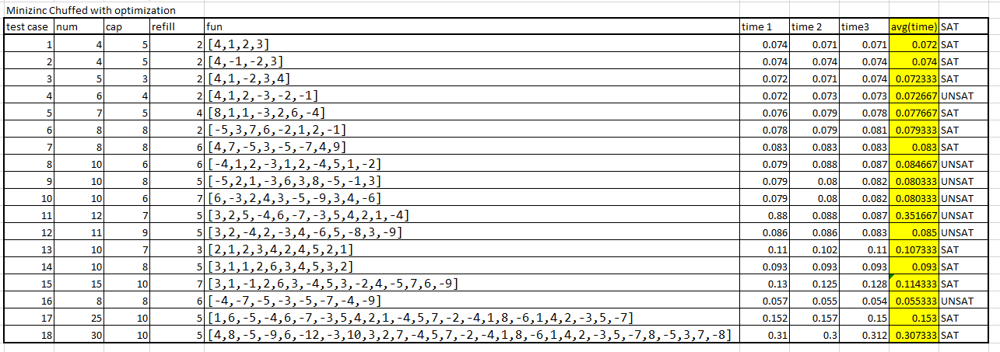 Minizinc Chuffed with optimization
test case num cap refill fun time 1 time 2 time3 avg(time) SAT
1 4 5 2 [4,1,2,3] 0.074 0.071 0.071 0.072 SAT
2 4 5 2 [4,-1,-2,3] 0.074 0.074 0.074 0.074 SAT
3 5 3 2 [4,1,-2,3,4] 0.072 0.071 0.074 0.072333 SAT
4 6 4 2 [4,1,2,-3,-2,-1] 0.072 0.073 0.073 0.072667 UNSAT
5 7 5 4 [8,1,1,-3,2,6,-4] 0.076 0.079 0.078 0.077667 SAT
6 8 8 2 [-5,3,7,6,-2,1,2,-1] 0.078 0.079 0.081 0.079333 SAT
7 8 8 6 [4,7,-5,3,-5,-7,4,9] 0.083 0.083 0.083 0.083 SAT
8 10 6 6 [-4,1,2,-3,1,2,-4,5,1,-2] 0.079 0.088 0.087 0.084667 UNSAT
9 10 8 5 [-5,2,1,-3,6,3,8,-5,-1,3] 0.079 0.08 0.082 0.080333 UNSAT
10 10 6 7 [6,-3,2,4,3,-5,-9,3,4,-6] 0.079 0.08 0.082 0.080333 UNSAT
11 12 7 5 [3,2,5,-4,6,-7,-3,5,4,2,1,-4] 0.88 0.088 0.087 0.351667 UNSAT
12 11 9 5 [3,2,-4,2,-3,4,-6,5,-8,3,-9] 0.086 0.086 0.083 0.085 UNSAT
13 10 7 3 [2,1,2,3,4,2,4,5,2,1] 0.11 0.102 0.11 0.107333 SAT
14 10 8 5 [3,1,1,2,6,3,4,5,3,2] 0.093 0.093 0.093 0.093 SAT
15 15 10 7 [3,1,-1,2,6,3,-4,5,3,-2,4,-5,7,6,-9] 0.13 0.125 0.128 0.114333 SAT
16 8 8 6 [-4,-7,-5,-3,-5,-7,-4,-9] 0.057 0.055 0.054 0.055333 UNSAT
17 25 10 5 [1,6,-5,-4,6,-7,-3,5,4,2,1,-4,5,7,-2,-4,1,8,-6,1,4,2,-3,5,-7] 0.152 0.157 0.15 0.153 SAT
18 30 10 5 [4,8,-5,-9,6,-12,-3,10,3,2,7,-4,5,7,-2,-4,1,8,-6,1,4,2,-3,5,-7,8,-5,3,7,-8] 0.31 0.3 0.312 0.307333 SAT